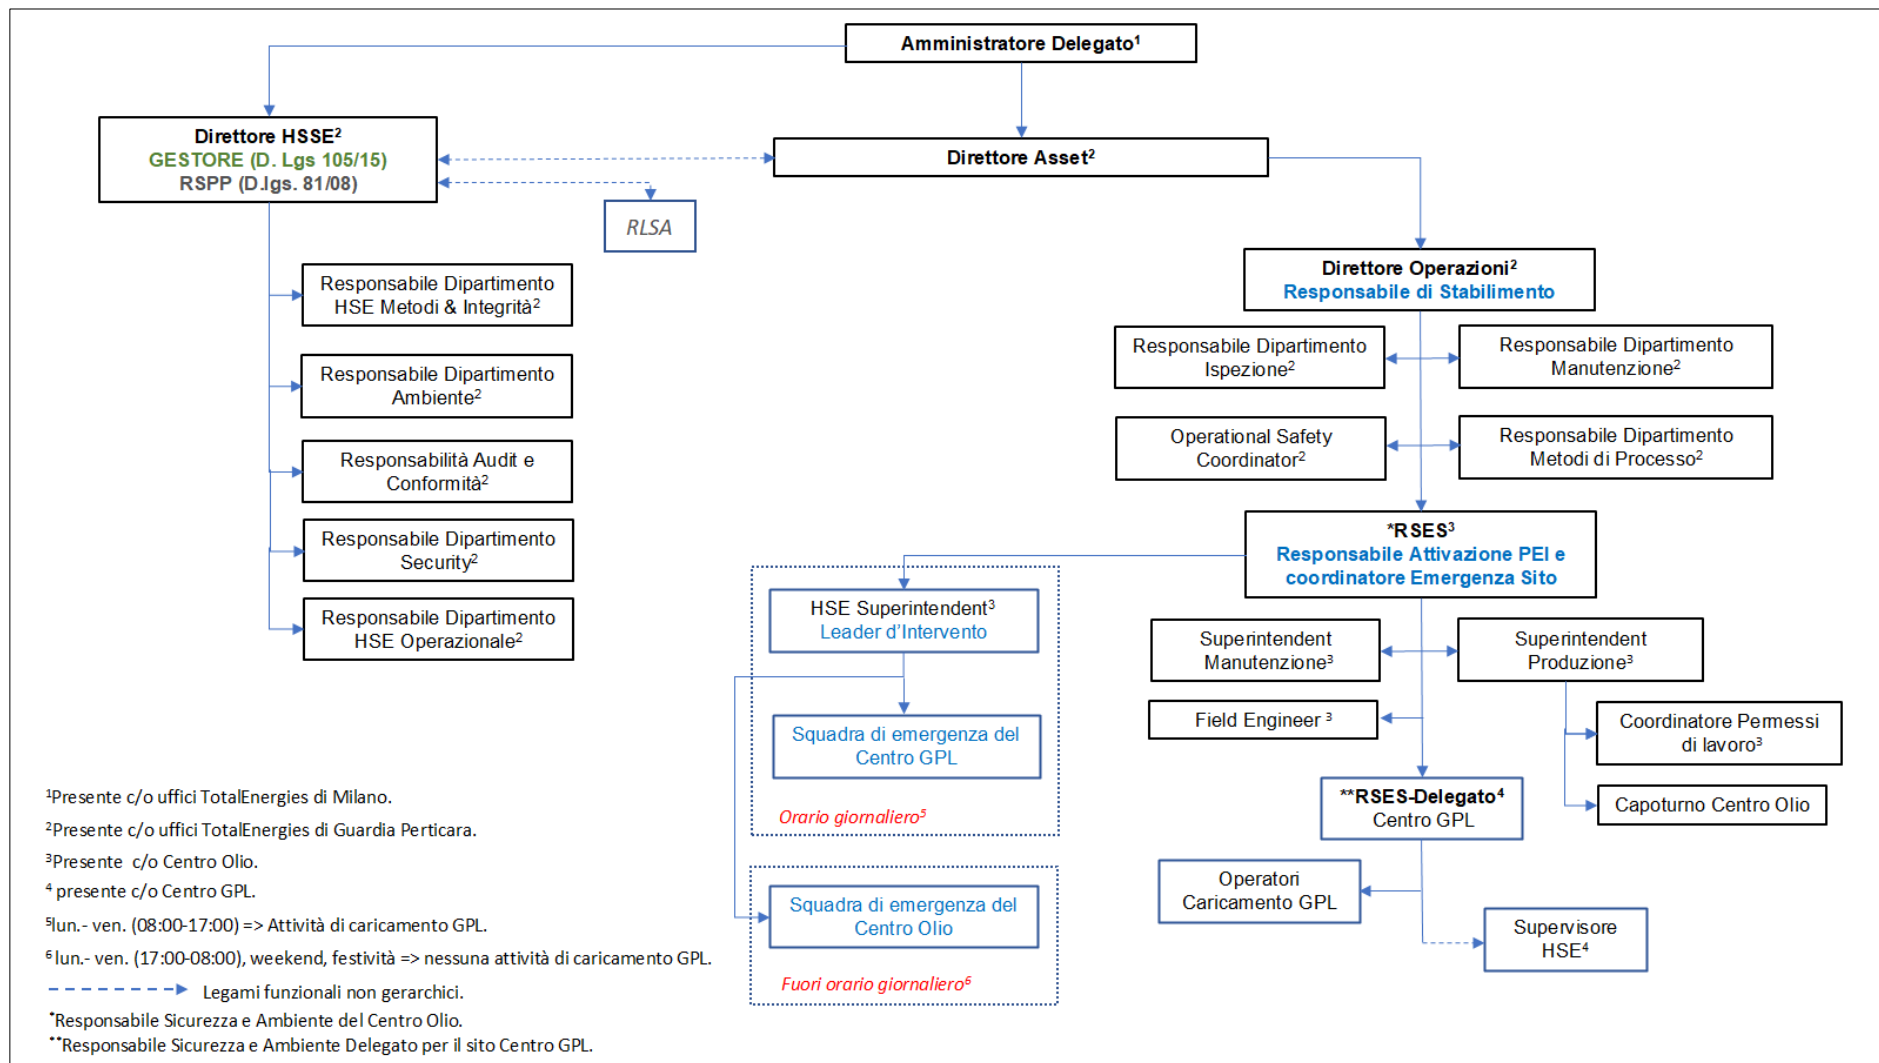 Amministratore Delegato¹
Direttore HSSE²
GESTORE (D. Lgs 105/15)
RSPP (D.lgs. 81/08)
Direttore Asset²
RLSA
Responsabile Dipartimento
HSE Metodi & Integrità²
Responsabile Dipartimento
Ambiente²
Responsabilità Audit e
Conformità²
Responsabile Dipartimento
Security²
Responsabile Dipartimento
HSE Operazionale²
Direttore Operazioni²
Responsabile di Stabilimento
Responsabile Dipartimento
Ispezione²
Responsabile Dipartimento
Manutenzione²
Operational Safety
Coordinator²
Responsabile Dipartimento
Metodi di Processo²
*RSES³
Responsabile Attivazione PEI e
coordinatore Emergenza Sito
HSE Superintendent³
Leader d'Intervento
Squadra di emergenza del
Centro GPL
Orario giornaliero⁵
Squadra di emergenza del
Centro Olio
Fuori orario giornaliero⁶
Superintendent
Manutenzione³
Superintendent
Produzione³
Field Engineer ³
Coordinatore Permessi
di lavoro³
Capoturno Centro Olio
**RSES-Delegato⁴
Centro GPL
Operatori
Caricamento GPL
Supervisore
HSE⁴
¹Presente c/o uffici TotalEnergies di Milano.
²Presente c/o uffici TotalEnergies di Guardia Perticara.
³Presente c/o Centro Olio.
⁴ presente c/o Centro GPL.
⁵lun.- ven. (08:00-17:00) => Attività di caricamento GPL.
⁶ lun.- ven. (17:00-08:00), weekend, festività => nessuna attività di caricamento GPL.
Legami funzionali non gerarchici.
*Responsabile Sicurezza e Ambiente del Centro Olio.
**Responsabile Sicurezza e Ambiente Delegato per il sito Centro GPL.